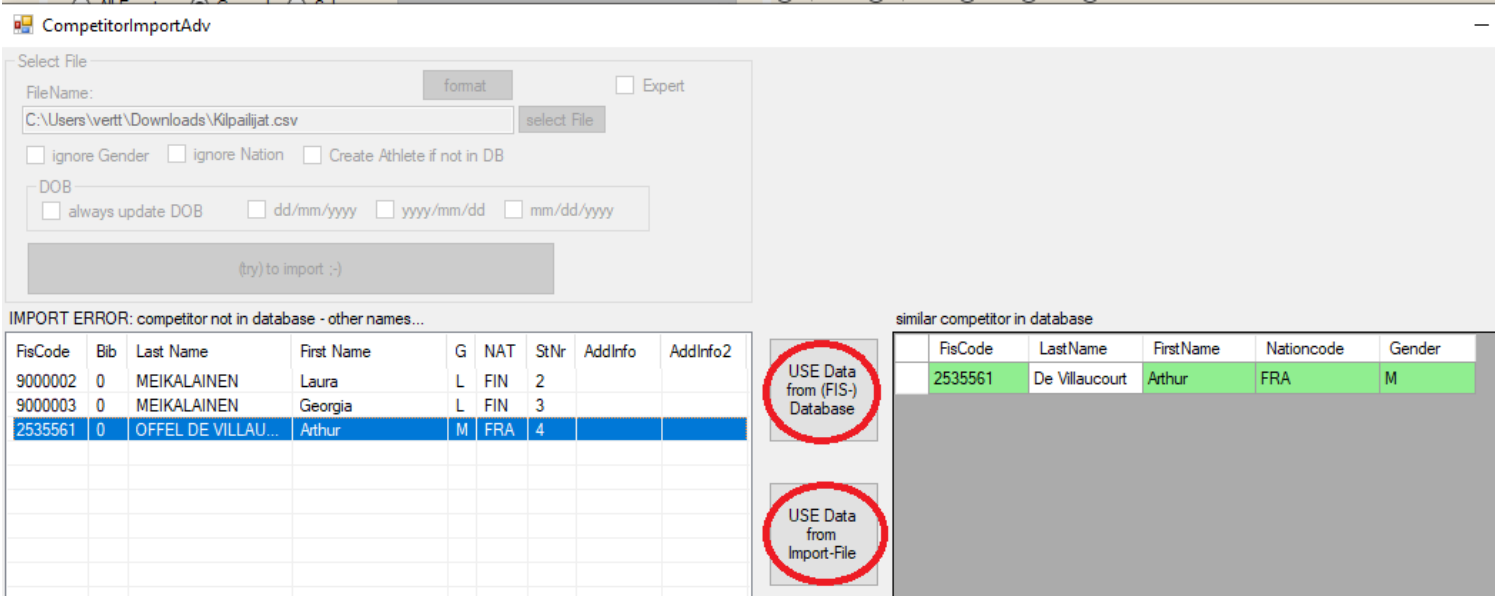 CompetitorImportAdv
Select File
FileName:
format
Expert
C:\Users\vertt\Downloads\Kilpailijat.csv
select File
ignore Gender ignore Nation Create Athlete if not in DB
DOB
always update DOB dd/mm/yyyy yyyy/mm/dd mm/dd/yyyy
(try) to import ;-)
IMPORT ERROR: competitor not in database - other names...
FisCode Bib Last Name First Name G NAT StNr AddInfo AddInfo2
9000002 0 MEIKALAINEN Laura L FIN 2
9000003 0 MEIKALAINEN Georgia L FIN 3
2535561 0 OFFEL DE VILLAU... Arthur M FRA 4
USE Data
from (FIS-)
Database
USE Data
from
Import-File
similar competitor in database
FisCode LastName FirstName Nationcode Gender
2535561 De Villaucourt Arthur FRA M